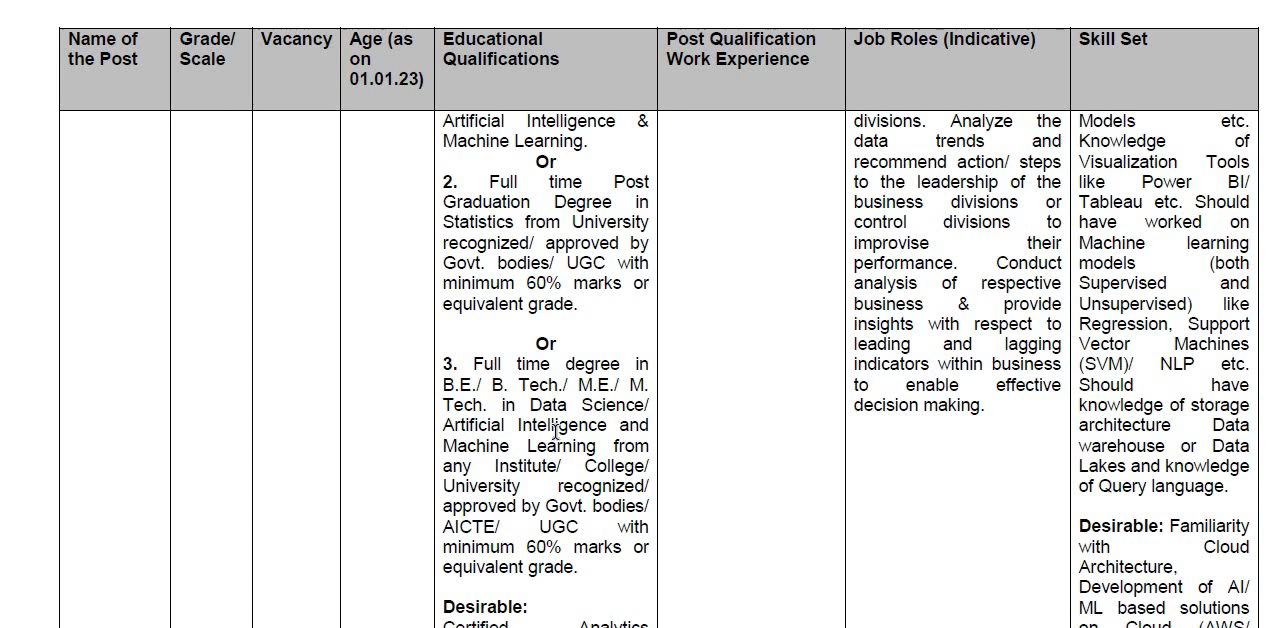 Name of
the Post
Grade/
Scale
Vacancy
Age (as
on
01.01.23)
Educational
Qualifications
Post Qualification
Work Experience
Job Roles (Indicative)
Skill Set
Artificial Intelligence &
Machine Learning.
Or
2. Full time Post
Graduation Degree in
Statistics from University
recognized/ approved by
Govt. bodies/ UGC with
minimum 60% marks or
equivalent grade.
Or
3. Full time degree in
B.E./ B. Tech./ M.E./ M.
Tech. in Data Science/
Artificial Intelligence and
Machine Learning from
any Institute/ College/
University recognized/
approved by Govt. bodies/
AICTE/ UGC with
minimum 60% marks or
equivalent grade.
Desirable:
Certified Analytics
divisions. Analyze the
data trends and
recommend action/ steps
to the leadership of the
business divisions or
control divisions to
improvise their
performance. Conduct
analysis of respective
business & provide
insights with respect to
leading and lagging
indicators within business
to enable effective
decision making.
Models etc.
Knowledge of
Visualization Tools
like Power BI/
Tableau etc. Should
have worked on
Machine learning
models (both
Supervised and
Unsupervised) like
Regression, Support
Vector Machines
(SVM)/ NLP etc.
Should have
knowledge of storage
architecture Data
warehouse or Data
Lakes and knowledge
of Query language.
Desirable: Familiarity
with Cloud
Architecture,
Development of AI/
ML based solutions
on Cloud (AWS/